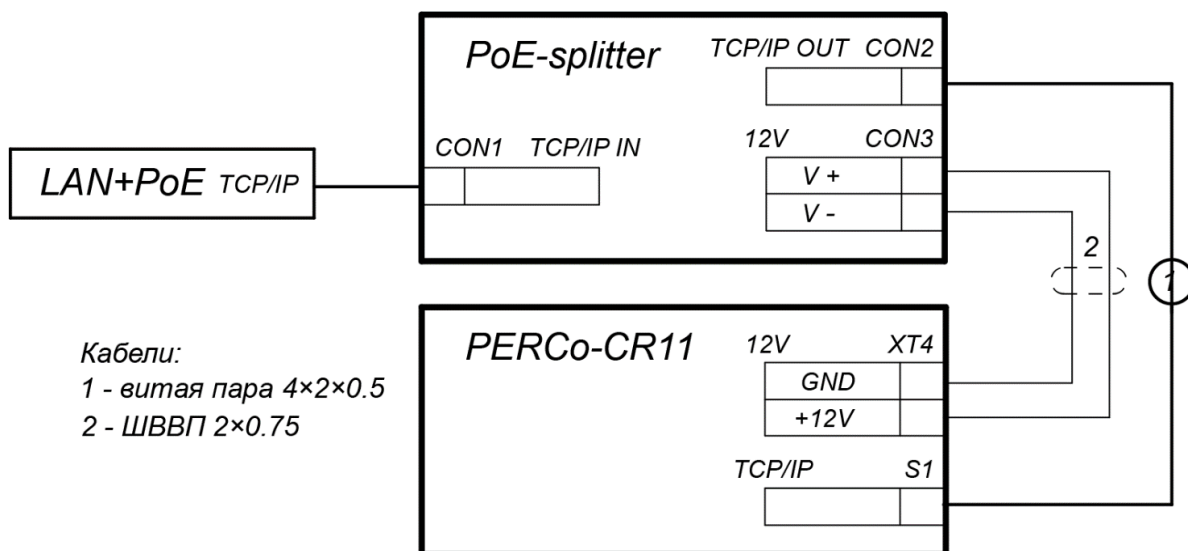 PoE-splitter
TCP/IP OUT CON2
CON1 TCP/IP IN
12V CON3
V +
V -
LAN+PoE TCP/IP
2
1
PERCo-CR11
12V XT4
GND
+12V
TCP/IP S1
Кабели:
1 - витая пара 4×2×0.5
2 - ШВВП 2×0.75